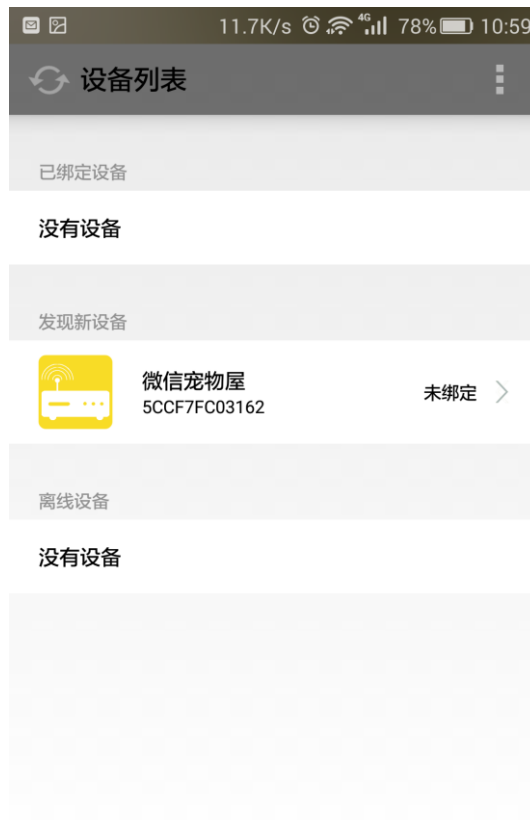 11.7K/s 4G 78% 10:59
设备列表
已绑定设备
没有设备
发现新设备
微信宠物屋
5CCF7FC03162
未绑定
离线设备
没有设备